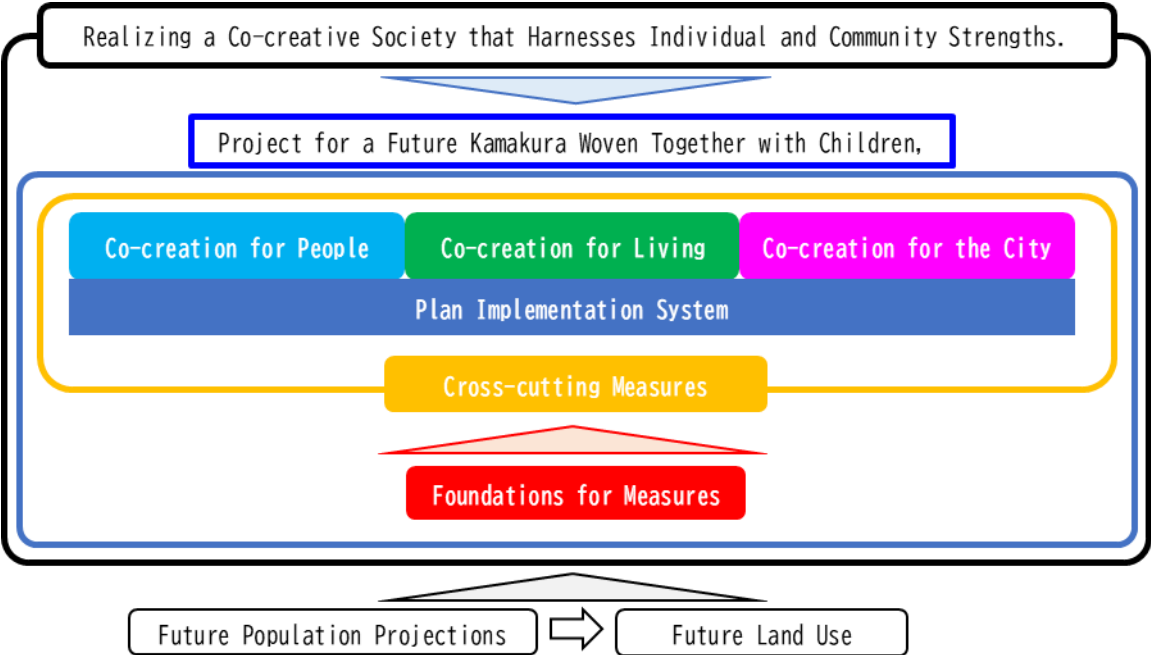 Realizing a Co-creative Society that Harnesses Individual and Community Strengths.
Project for a Future Kamakura Woven Together with Children,
Co-creation for People
Co-creation for Living
Co-creation for the City
Plan Implementation System
Cross-cutting Measures
Foundations for Measures
Future Population Projections
Future Land Use